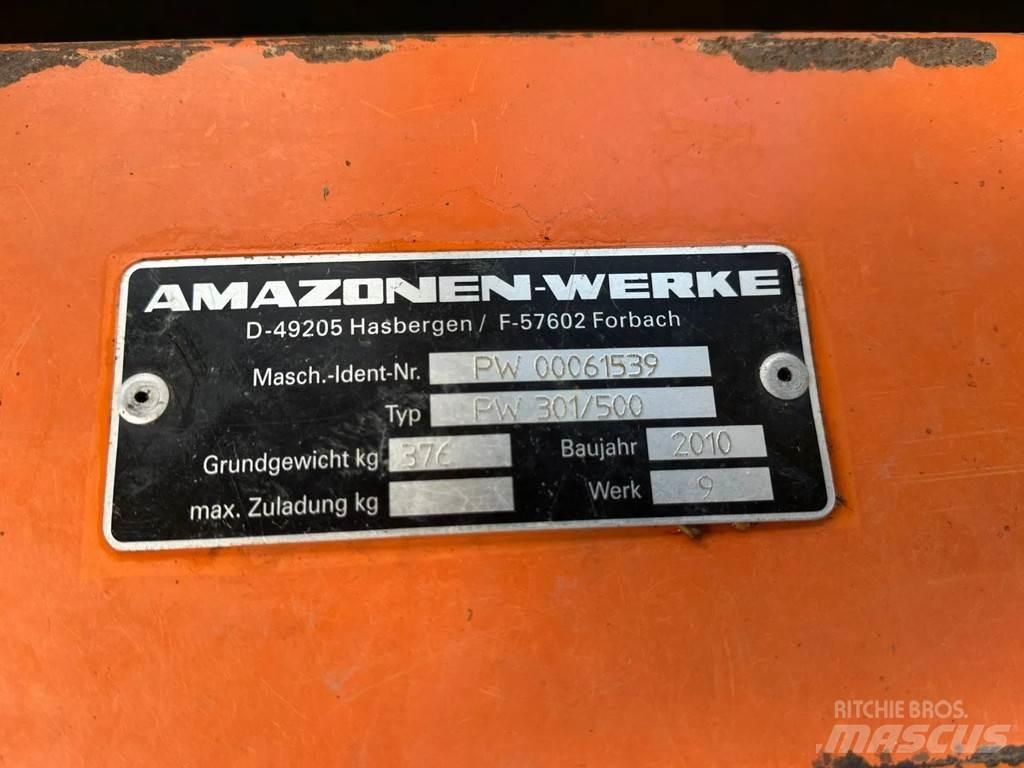 AMAZONEN-WERKE
D-49205 Hasbergen / F-57602 Forbach
Masch.-Ident-Nr. PW 00061539
Typ PW 301/500
Grundgewicht kg 376 Baujahr 2010
max. Zuladung kg Werk 9
RITCHIE BROS.
MASCUS